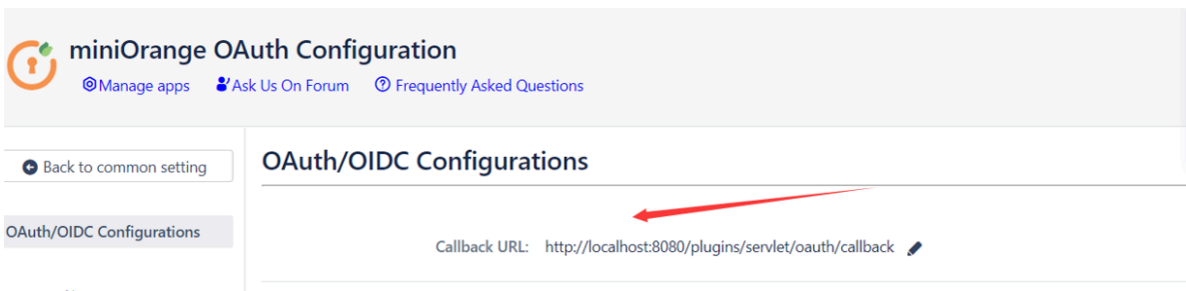 miniOrange OAuth Configuration
Manage apps Ask Us On Forum Frequently Asked Questions
Back to common setting
OAuth/OIDC Configurations
OAuth/OIDC Configurations
Callback URL: http://localhost:8080/plugins/servlet/oauth/callback